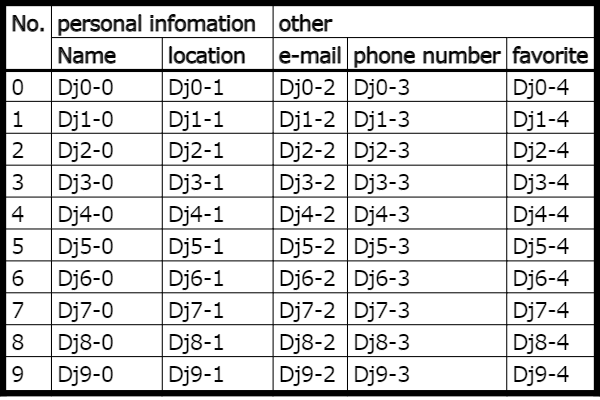 No. personal infomation other
Name location e-mail phone number favorite
0 Dj0-0 Dj0-1 Dj0-2 Dj0-3 Dj0-4
1 Dj1-0 Dj1-1 Dj1-2 Dj1-3 Dj1-4
2 Dj2-0 Dj2-1 Dj2-2 Dj2-3 Dj2-4
3 Dj3-0 Dj3-1 Dj3-2 Dj3-3 Dj3-4
4 Dj4-0 Dj4-1 Dj4-2 Dj4-3 Dj4-4
5 Dj5-0 Dj5-1 Dj5-2 Dj5-3 Dj5-4
6 Dj6-0 Dj6-1 Dj6-2 Dj6-3 Dj6-4
7 Dj7-0 Dj7-1 Dj7-2 Dj7-3 Dj7-4
8 Dj8-0 Dj8-1 Dj8-2 Dj8-3 Dj8-4
9 Dj9-0 Dj9-1 Dj9-2 Dj9-3 Dj9-4